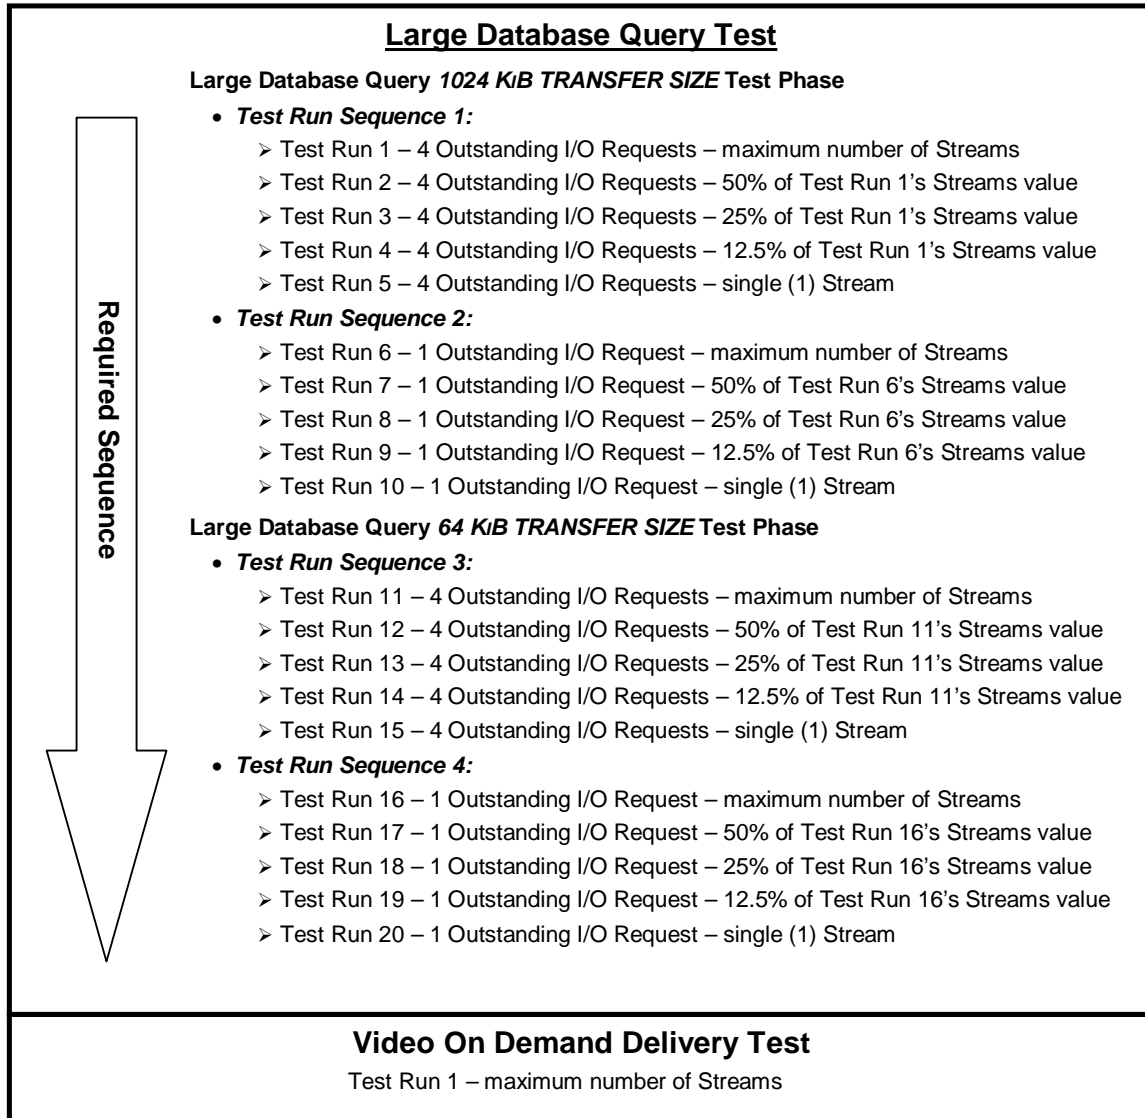 Large Database Query Test
Large Database Query 1024 KiB TRANSFER SIZE Test Phase
• Test Run Sequence 1:
➢ Test Run 1 – 4 Outstanding I/O Requests – maximum number of Streams
➢ Test Run 2 – 4 Outstanding I/O Requests – 50% of Test Run 1’s Streams value
➢ Test Run 3 – 4 Outstanding I/O Requests – 25% of Test Run 1’s Streams value
➢ Test Run 4 – 4 Outstanding I/O Requests – 12.5% of Test Run 1’s Streams value
➢ Test Run 5 – 4 Outstanding I/O Requests – single (1) Stream
• Test Run Sequence 2:
➢ Test Run 6 – 1 Outstanding I/O Request – maximum number of Streams
➢ Test Run 7 – 1 Outstanding I/O Request – 50% of Test Run 6’s Streams value
➢ Test Run 8 – 1 Outstanding I/O Request – 25% of Test Run 6’s Streams value
➢ Test Run 9 – 1 Outstanding I/O Request – 12.5% of Test Run 6’s Streams value
➢ Test Run 10 – 1 Outstanding I/O Request – single (1) Stream
Large Database Query 64 KiB TRANSFER SIZE Test Phase
• Test Run Sequence 3:
➢ Test Run 11 – 4 Outstanding I/O Requests – maximum number of Streams
➢ Test Run 12 – 4 Outstanding I/O Requests – 50% of Test Run 11’s Streams value
➢ Test Run 13 – 4 Outstanding I/O Requests – 25% of Test Run 11’s Streams value
➢ Test Run 14 – 4 Outstanding I/O Requests – 12.5% of Test Run 11’s Streams value
➢ Test Run 15 – 4 Outstanding I/O Requests – single (1) Stream
• Test Run Sequence 4:
➢ Test Run 16 – 1 Outstanding I/O Request – maximum number of Streams
➢ Test Run 17 – 1 Outstanding I/O Request – 50% of Test Run 16’s Streams value
➢ Test Run 18 – 1 Outstanding I/O Request – 25% of Test Run 16’s Streams value
➢ Test Run 19 – 1 Outstanding I/O Request – 12.5% of Test Run 16’s Streams value
➢ Test Run 20 – 1 Outstanding I/O Request – single (1) Stream
Required Sequence
Video On Demand Delivery Test
Test Run 1 – maximum number of Streams